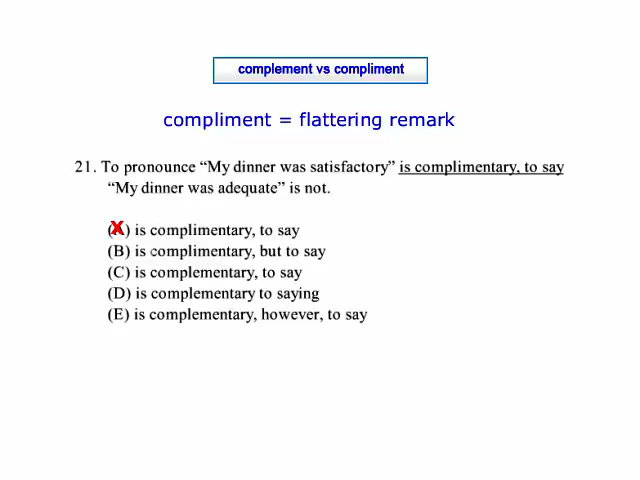 complement vs compliment
compliment = flattering remark
21. To pronounce “My dinner was satisfactory” is complimentary, to say
“My dinner was adequate” is not.
(X) is complimentary, to say
(B) is complimentary, but to say
(C) is complementary, to say
(D) is complementary to saying
(E) is complementary, however, to say